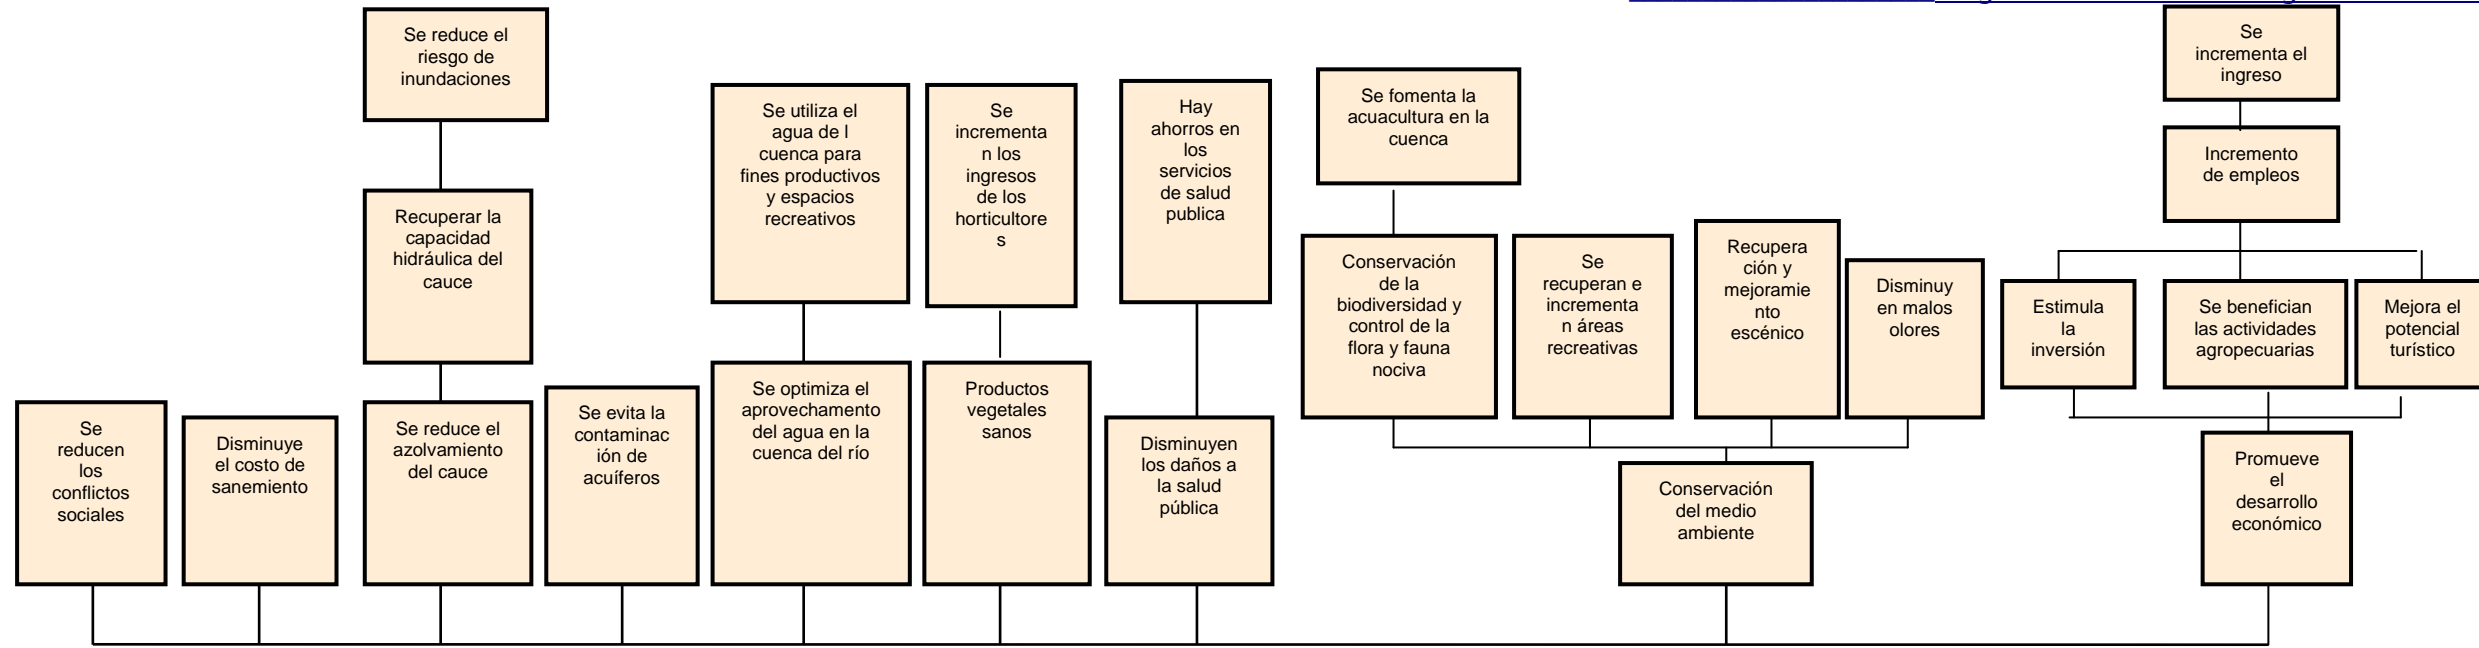 Se reduce el
riesgo de
inundaciones
Se
incrementa el
ingreso
Se utiliza el
agua de l
cuenca para
fines productivos
y espacios
recreativos
Se
incrementa
n los
ingresos
de los
horticultore
s
Hay
ahorros en
los
servicios
de salud
publica
Se fomenta la
acuacultura en la
cuenca
Incremento
de empleos
Recuperar la
capacidad
hidráulica del
cauce
Conservación
de la
biodiversidad y
control de la
flora y fauna
nociva
Se
recuperan e
incrementa
n áreas
recreativas
Recupera
ción y
mejoramie
nto
escénico
Disminuy
en malos
olores
Estimula
la
inversión
Se benefician
las actividades
agropecuarias
Mejora el
potencial
turístico
Se
reducen
los
conflictos
sociales
Disminuye
el costo de
sanemiento
Se reduce el
azolvamiento
del cauce
Se evita la
contaminac
ión de
acuíferos
Se optimiza el
aprovechamento
del agua en la
cuenca del río
Productos
vegetales
sanos
Disminuyen
los daños a
la salud
pública
Conservación
del medio
ambiente
Promueve
el
desarrollo
económico